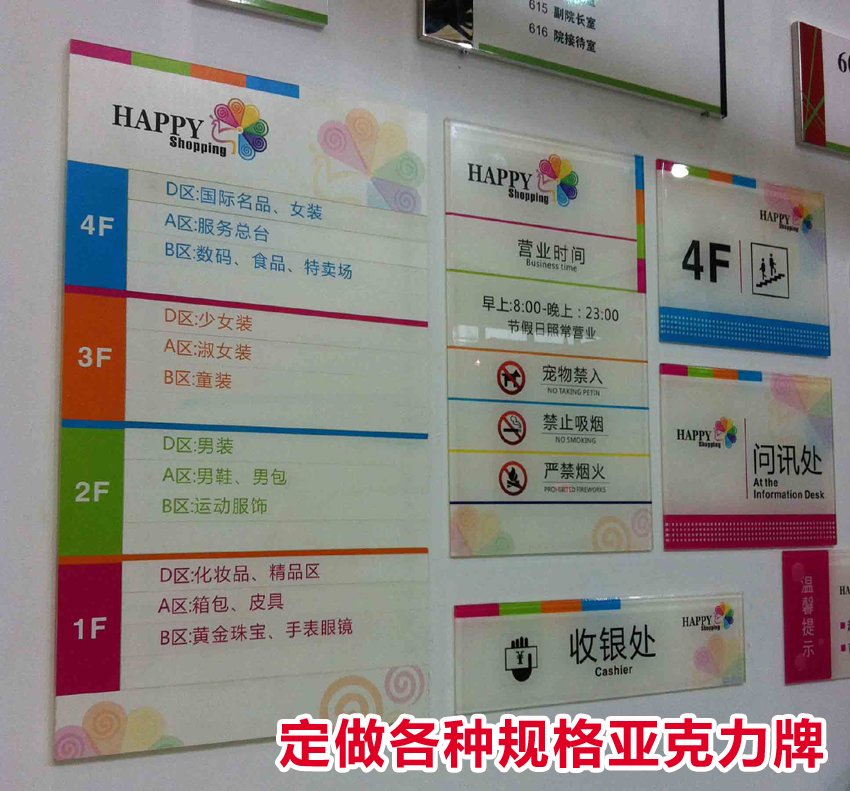 615 副院长室
616 院接待室
HAPPY
Shopping
4F
D区:国际名品、女装
A区:服务总台
B区:数码、食品、特卖场
3F
D区:少女装
A区:淑女装
B区:童装
2F
D区:男装
A区:男鞋、男包
B区:运动服饰
1F
D区:化妆品、精品区
A区:箱包、皮具
B区:黄金珠宝、手表眼镜
HAPPY
Shopping
营业时间
Business time
早上:8:00-晚上：23:00
节假日照常营业
宠物禁入
NO TAKING PETIN
禁止吸烟
NO SMOKING
严禁烟火
PROHIBITED FIREWORKS
HAPPY
Shopping
4F
HAPPY
Shopping
问讯处
At the
Information Desk
HAPPY
Shopping
收银处
Cashier
温馨提示
定做各种规格亚克力牌